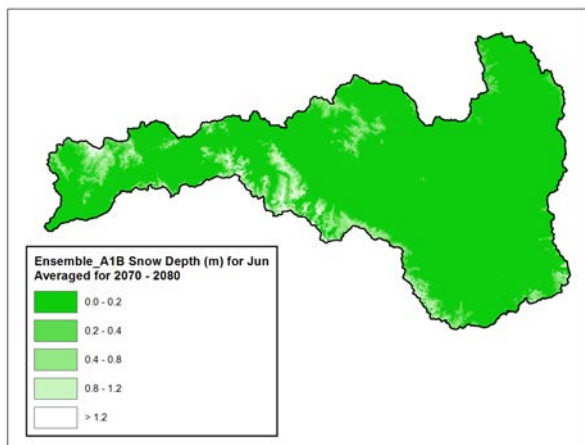 Ensemble_A1B Snow Depth (m) for Jun
Averaged for 2070 - 2080
0.0 - 0.2
0.2 - 0.4
0.4 - 0.8
0.8 - 1.2
> 1.2